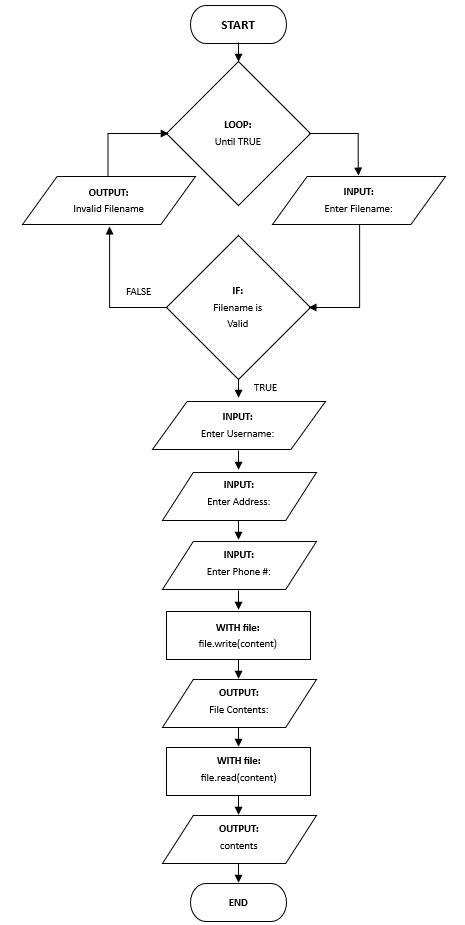 START
LOOP:
Until TRUE
OUTPUT:
Invalid Filename
INPUT:
Enter Filename:
FALSE
IF:
Filename is
Valid
TRUE
INPUT:
Enter Username:
INPUT:
Enter Address:
INPUT:
Enter Phone #:
WITH file:
file.write(content)
OUTPUT:
File Contents:
WITH file:
file.read(content)
OUTPUT:
contents
END